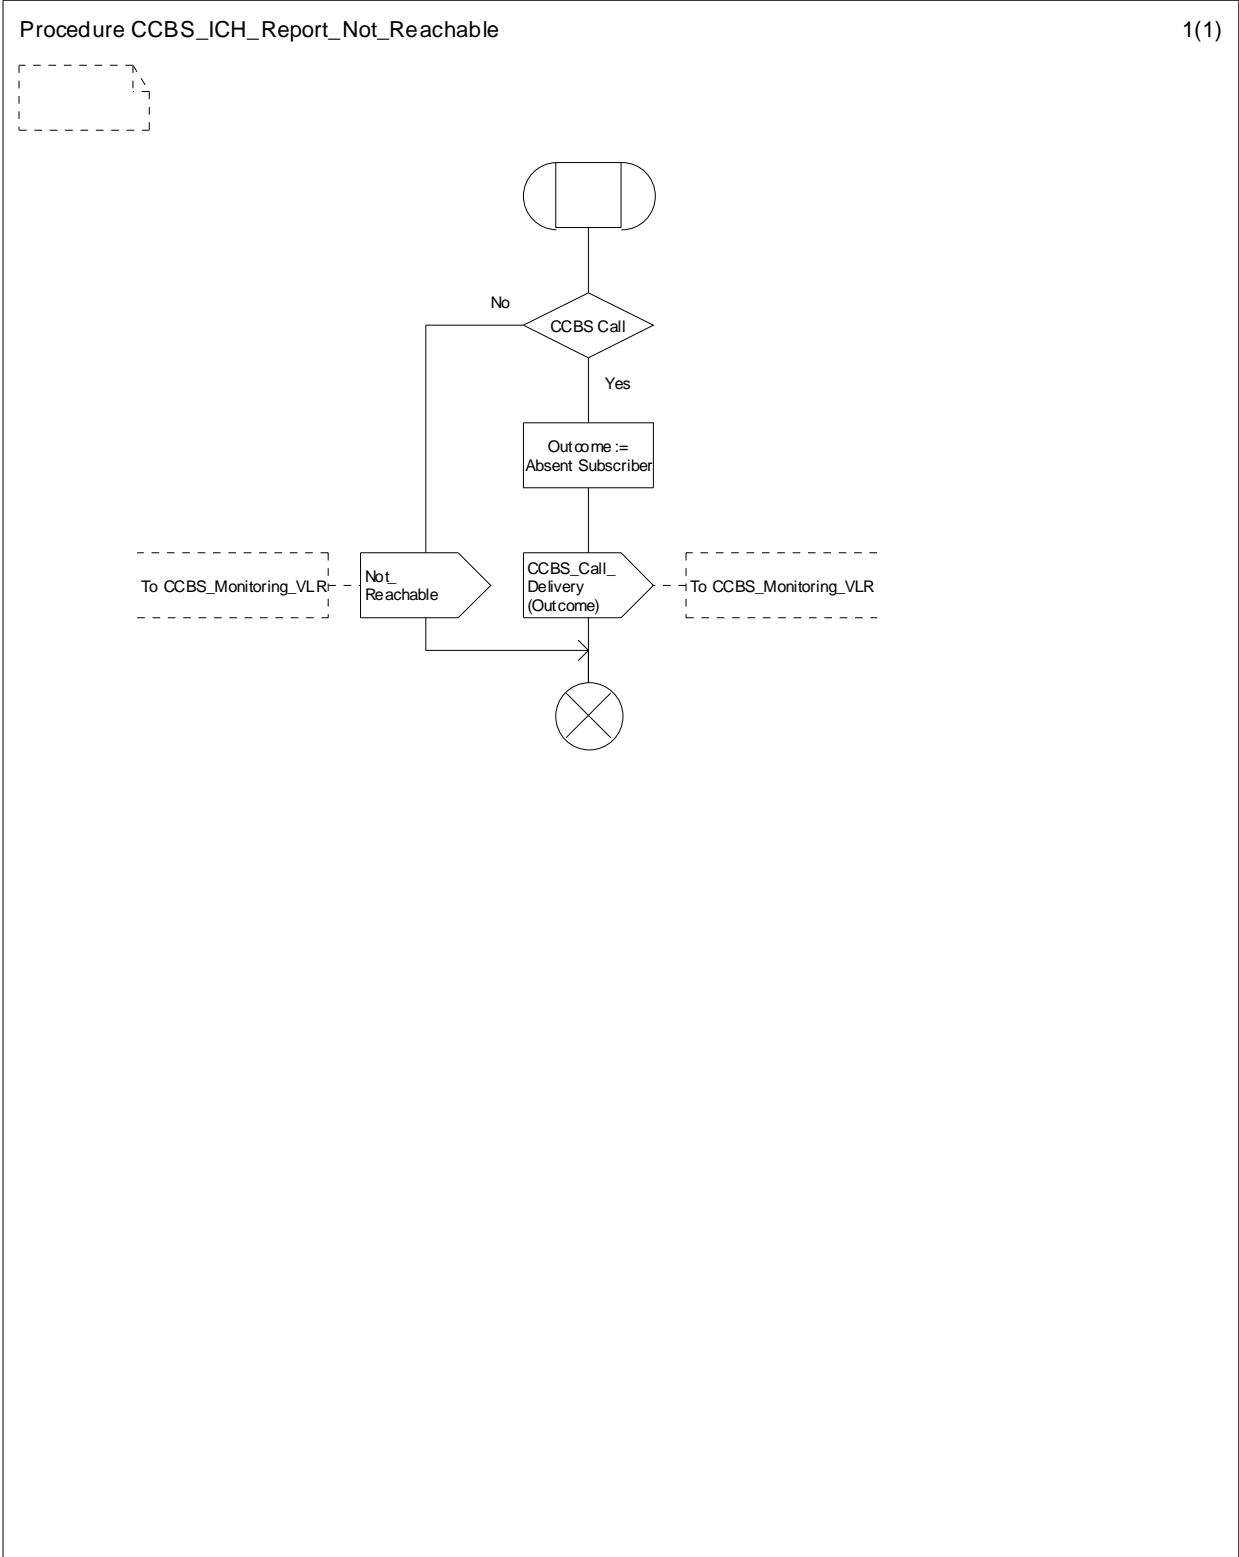 Procedure CCBS_ICH_Report_Not_Reachable
1(1)
No
CCBS Call
Yes
Outcome :=
Absent Subscriber
To CCBS_Monitoring_VLR
Not_
Reachable
CCBS_Call_
Delivery
(Outcome)
To CCBS_Monitoring_VLR